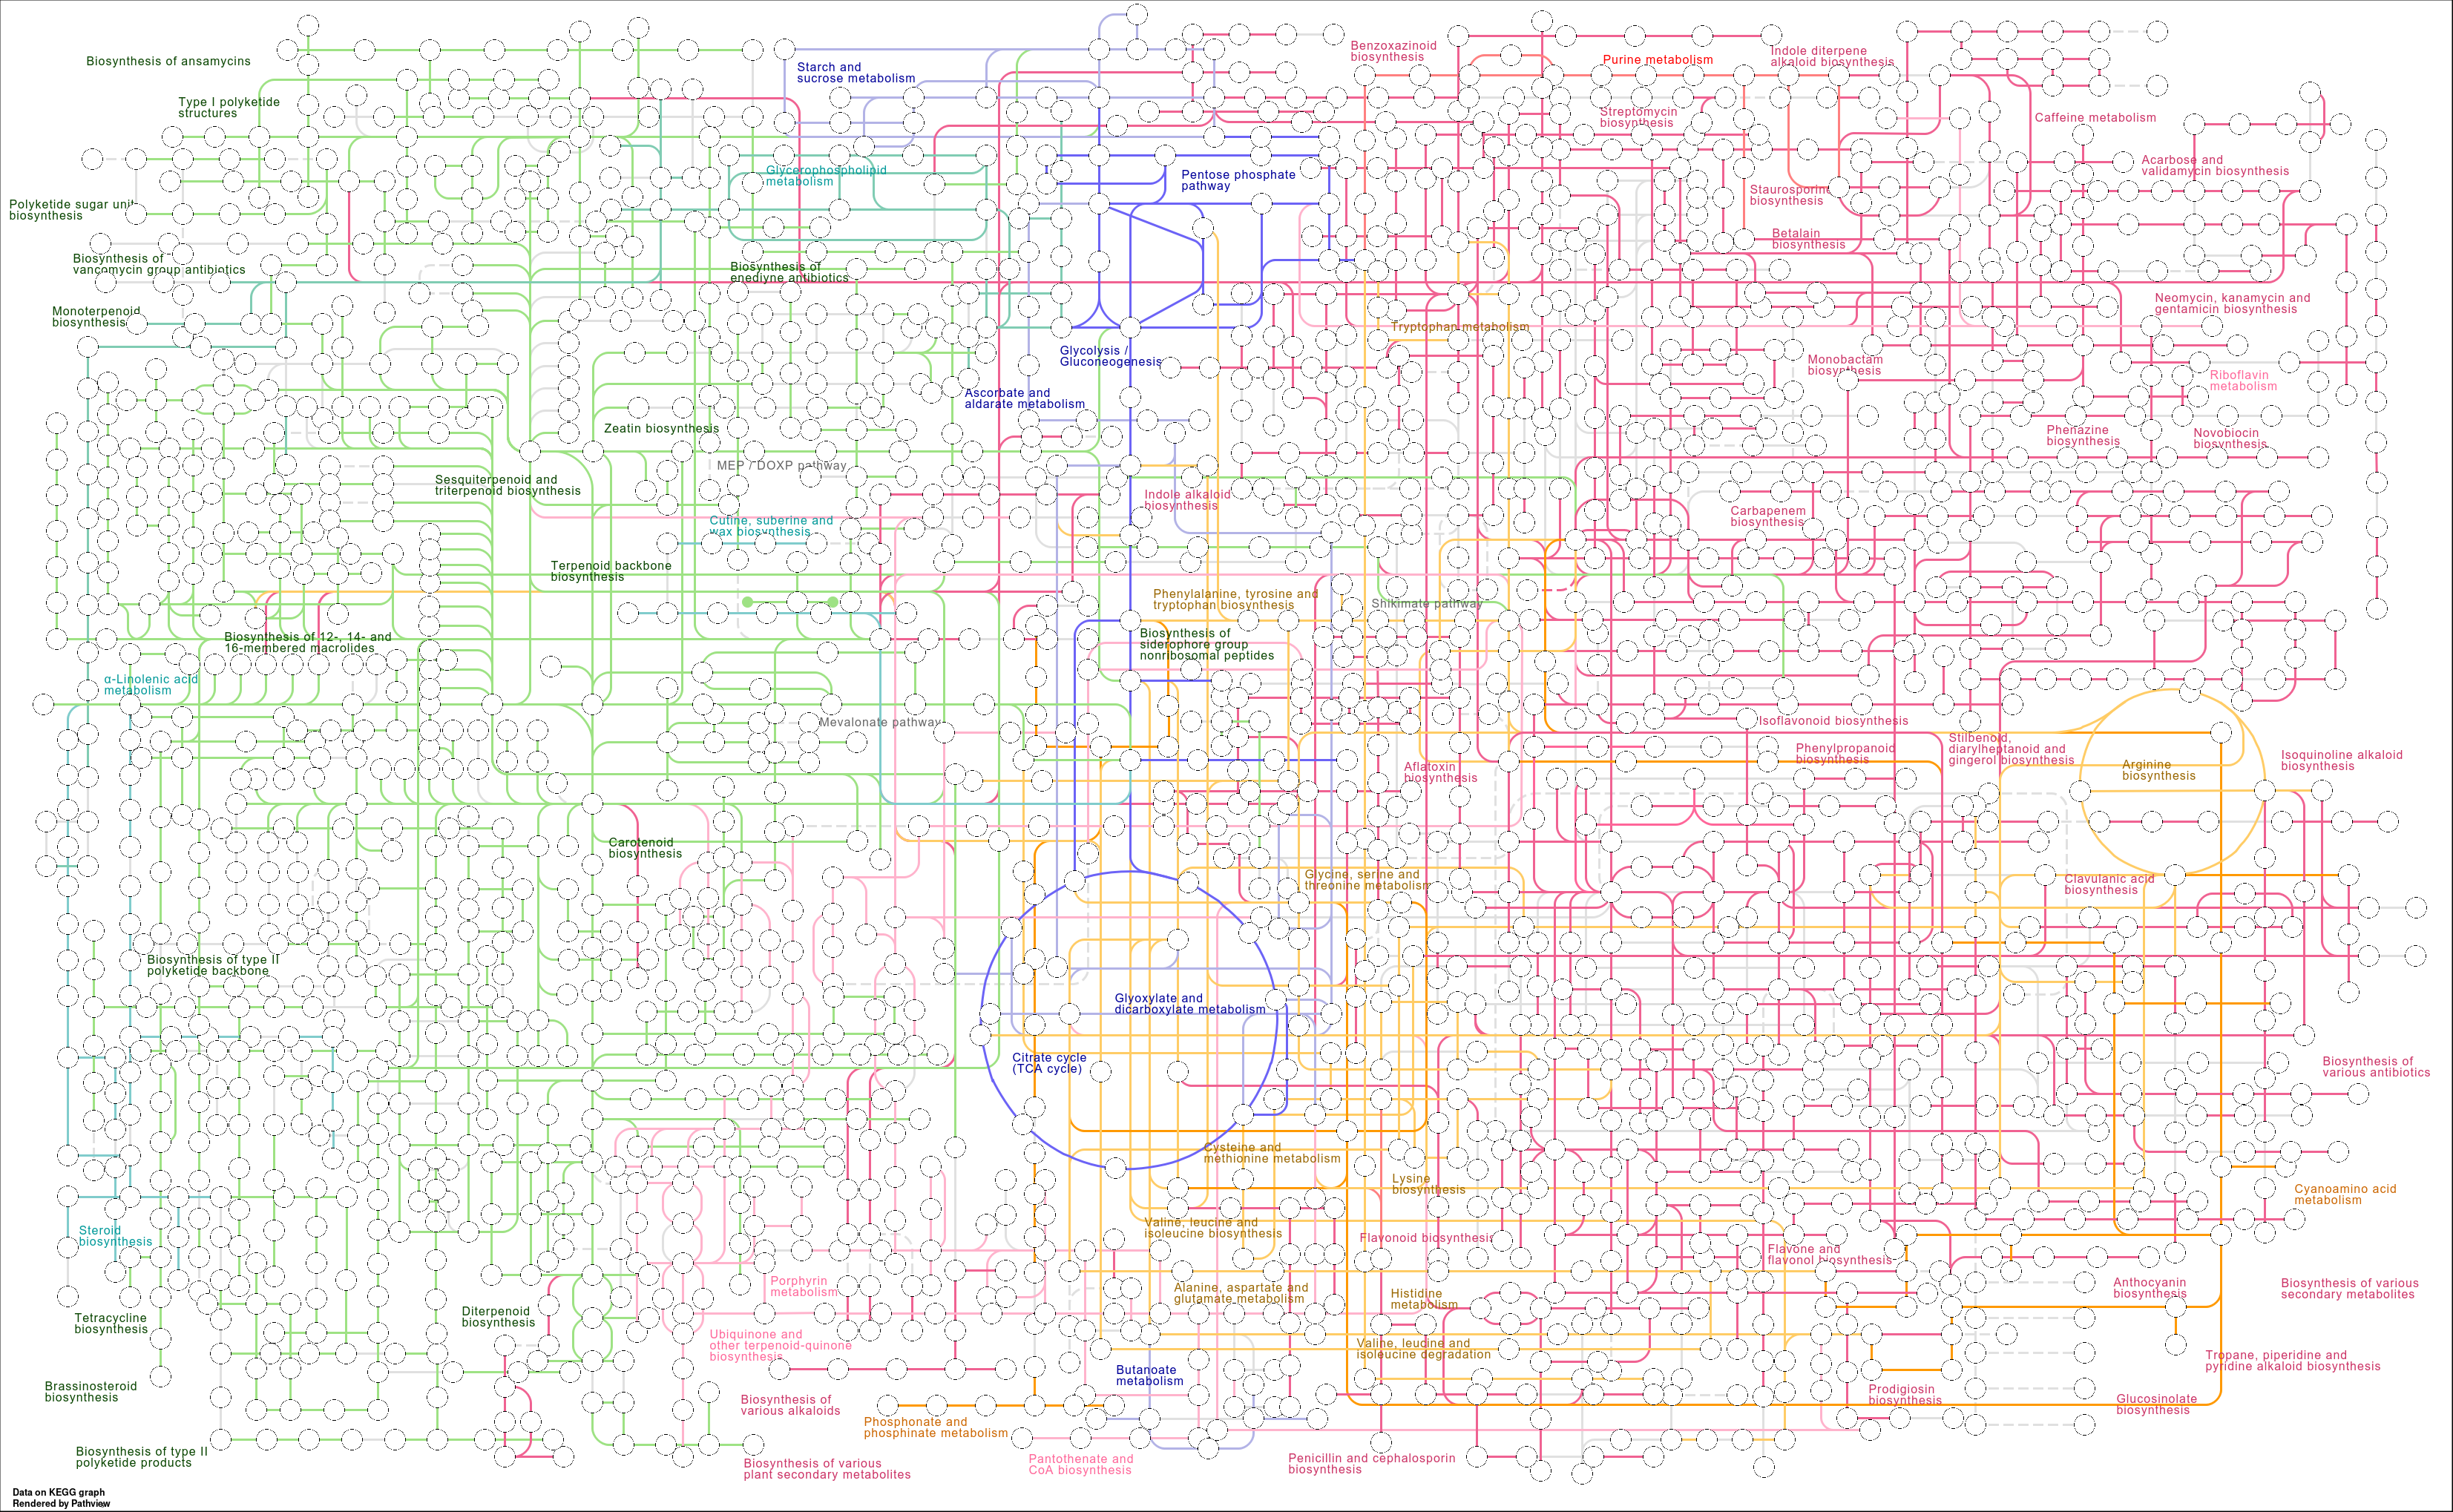 Biosynthesis of ansamycins
Type I polyketide
structures
Polyketide sugar unit
biosynthesis
Biosynthesis of
vancomycin group antibiotics
Monoterpenoid
biosynthesis
Starch and
sucrose metabolism
Glycerophospholipid
metabolism
Biosynthesis of
enediyne antibiotics
Pentose phosphate
pathway
Glycolysis /
Gluconeogenesis
Ascorbate and
aldarate metabolism
Benzoxazinoid
biosynthesis
Purine metabolism
Indole diterpene
alkaloid biosynthesis
Streptomycin
biosynthesis
Caffeine metabolism
Acarbose and
validamycin biosynthesis
Staurosporine
biosynthesis
Betalain
biosynthesis
Neomycin, kanamycin and
gentamicin biosynthesis
Tryptophan metabolism
Monobactam
biosynthesis
Riboflavin
metabolism
Phenazine
biosynthesis
Novobiocin
biosynthesis
Zeatin biosynthesis
MEP / DOXP pathway
Sesquiterpenoid and
triterpenoid biosynthesis
Cutine, suberine and
wax biosynthesis
Indole alkaloid
biosynthesis
Carbapenem
biosynthesis
Terpenoid backbone
biosynthesis
Phenylalanine, tyrosine and
tryptophan biosynthesis
Shikimate pathway
Biosynthesis of 12-, 14- and
16-membered macrolides
Biosynthesis of
siderophore group
nonribosomal peptides
α-Linolenic acid
metabolism
Mevalonate pathway
Isoflavonoid biosynthesis
Phenylpropanoid
biosynthesis
Stilbenoid,
diarylheptanoid and
gingerol biosynthesis
Arginine
biosynthesis
Isoquinoline alkaloid
biosynthesis
Aflatoxin
biosynthesis
Carotenoid
biosynthesis
Glycine, serine and
threonine metabolism
Clavulanic acid
biosynthesis
Biosynthesis of type II
polyketide backbone
Glyoxylate and
dicarboxylate metabolism
Citrate cycle
(TCA cycle)
Biosynthesis of
various antibiotics
Cysteine and
methionine metabolism
Lysine
biosynthesis
Cyanoamino acid
metabolism
Steroid
biosynthesis
Valine, leucine and
isoleucine biosynthesis
Flavonoid biosynthesis
Flavone and
flavonol biosynthesis
Porphyrin
metabolism
Alanine, aspartate and
glutamate metabolism
Histidine
metabolism
Anthocyanin
biosynthesis
Biosynthesis of various
secondary metabolites
Tetracycline
biosynthesis
Diterpenoid
biosynthesis
Ubiquinone and
other terpenoid-quinone
biosynthesis
Valine, leucine and
isoleucine degradation
Tropane, piperidine and
pyridine alkaloid biosynthesis
Brassinosteroid
biosynthesis
Butanoate
metabolism
Prodigiosin
biosynthesis
Glucosinolate
biosynthesis
Biosynthesis of
various alkaloids
Phosphonate and
phosphinate metabolism
Biosynthesis of type II
polyketide products
Biosynthesis of various
plant secondary metabolites
Pantothenate and
CoA biosynthesis
Penicillin and cephalosporin
biosynthesis
Data on KEGG graph
Rendered by Pathview